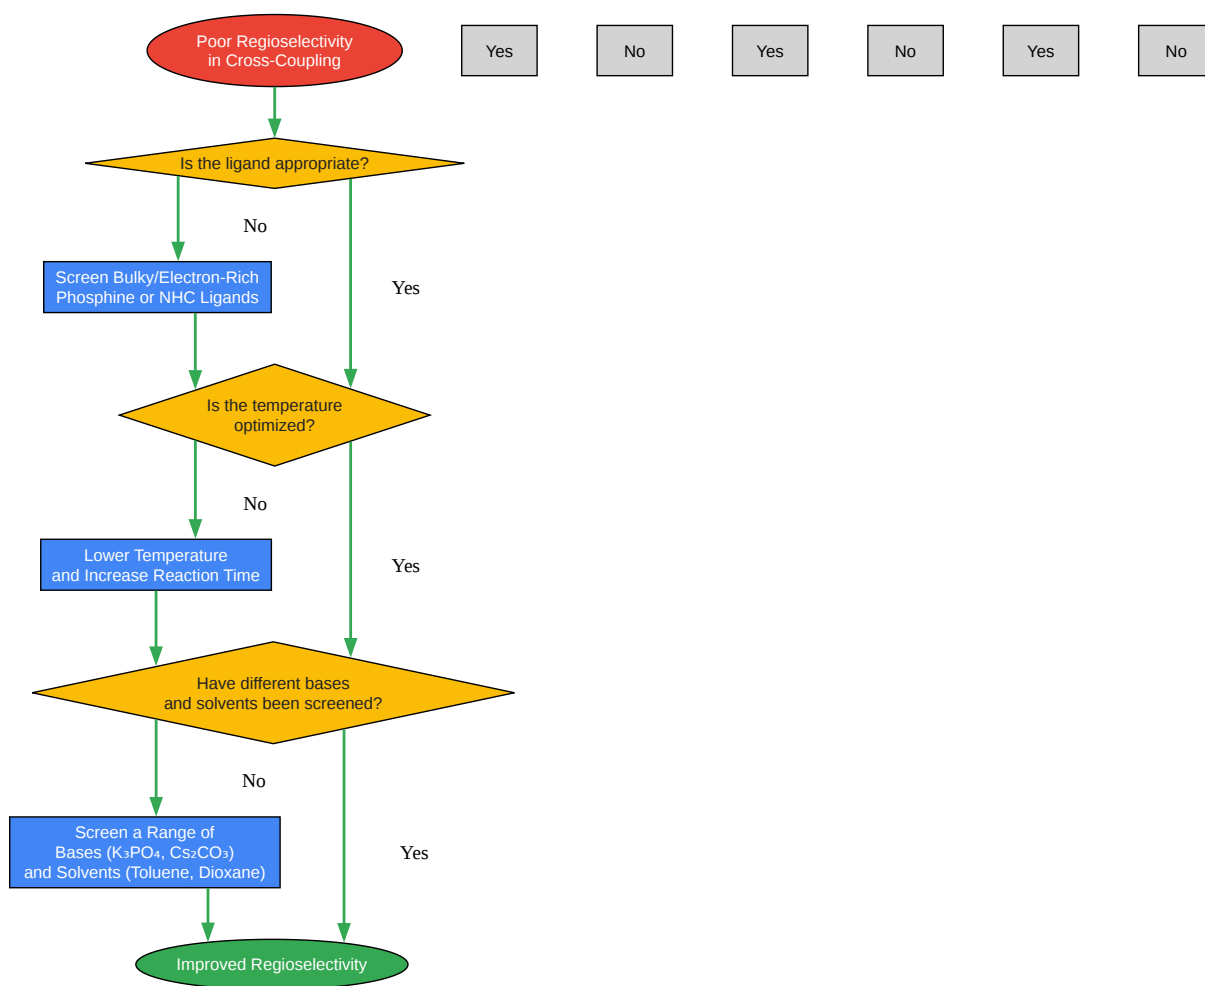 Poor Regioselectivity
in Cross-Coupling
Yes
No
Yes
No
Yes
No
Is the ligand appropriate?
No
Screen Bulky/Electron-Rich
Phosphine or NHC Ligands
Yes
Is the temperature
optimized?
No
Lower Temperature
and Increase Reaction Time
Yes
Have different bases
and solvents been screened?
No
Screen a Range of
Bases (K₃PO₄, Cs₂CO₃)
and Solvents (Toluene, Dioxane)
Yes
Improved Regioselectivity